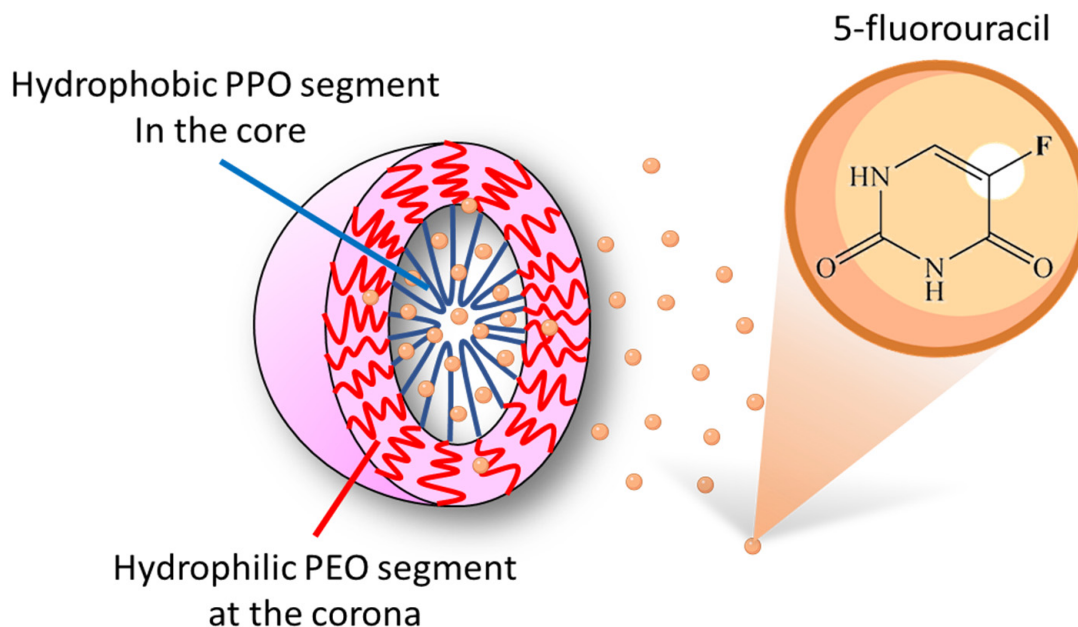 5-fluorouracil
Hydrophobic PPO segment
In the core
F
HN
O
N
H
O
Hydrophilic PEO segment
at the corona